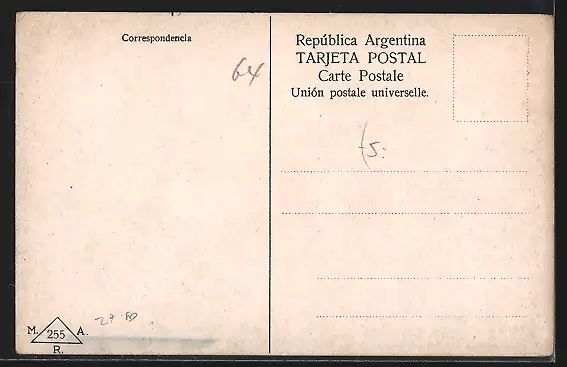 Correspondencia
64
República Argentina
TARJETA POSTAL
Carte Postale
Unión postale universelle.
M. 255 A.
R.